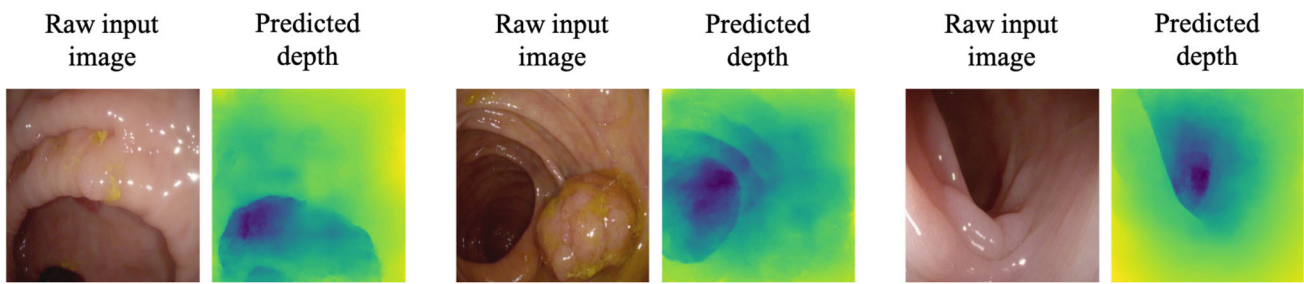 Raw input
image
Predicted
depth
Raw input
image
Predicted
depth
Raw input
image
Predicted
depth